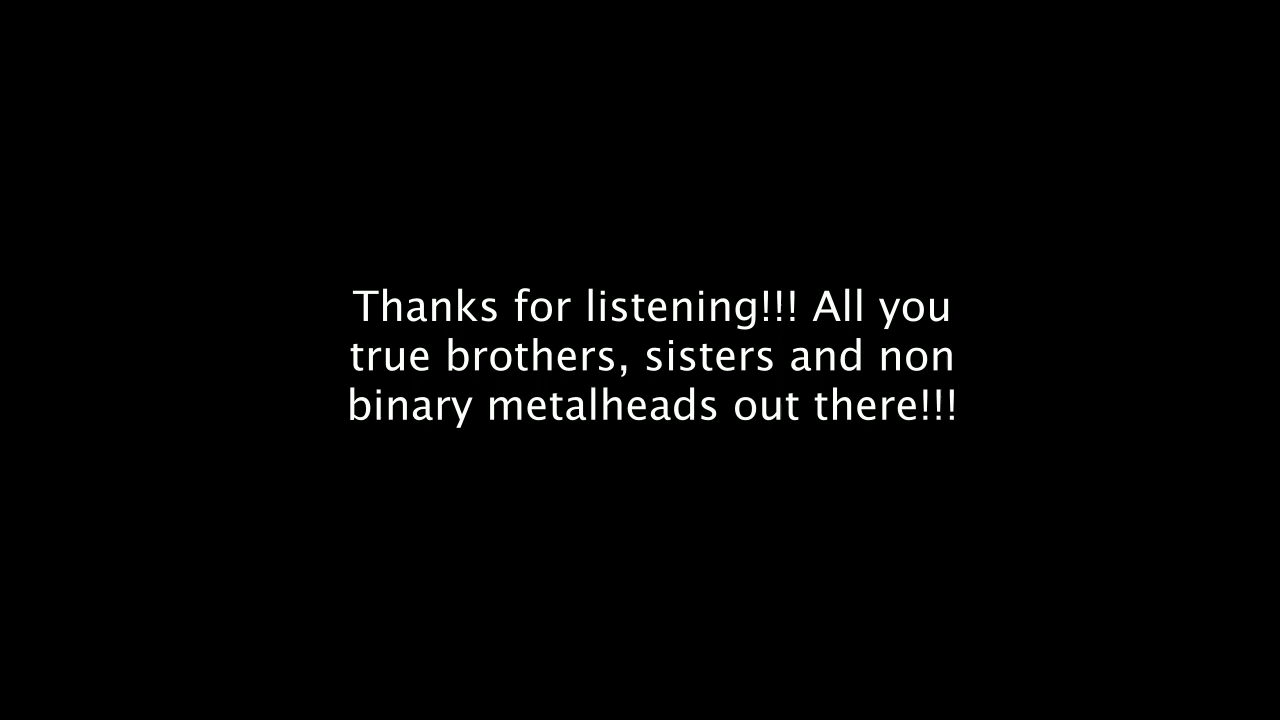 Thanks for listening!!! All you
true brothers, sisters and non
binary metalheads out there!!!